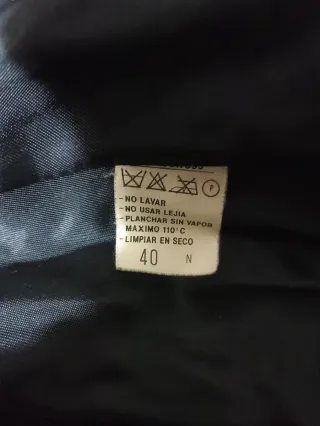 P
- NO LAVAR
- NO USAR LEJIA
- PLANCHAR SIN VAPOR
MAXIMO 110°C
- LIMPIAR EN SECO
40 N